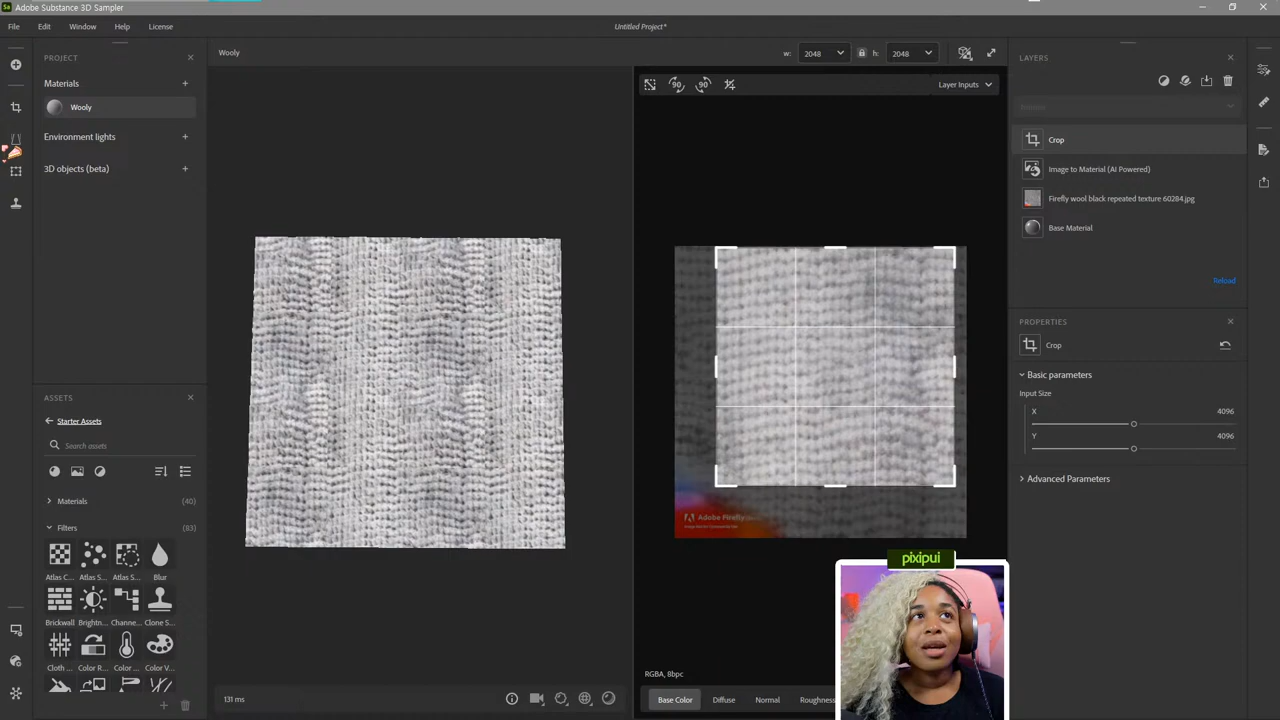 Adobe Substance 3D Sampler
File Edit Window Help License
Untitled Project*
PROJECT
Materials
Wooly
Environment lights
3D objects (beta)
ASSETS
Starter Assets
Search assets
Materials (40)
Filters (83)
Atlas C... Atlas S... Atlas S... Blur
Brickwall Brightn... Channe... Clone S...
Cloth ... Color R... Color ... Color V...
Wooly
w: 2048 h: 2048
131 ms
90 90
Layer Inputs
Adobe Firefly
RGBA, 8bpc
Base Color Diffuse Normal Roughness
pixipui
LAYERS
Crop
Image to Material (AI Powered)
Firefly wool black repeated texture 60284.jpg
Base Material
Reload
PROPERTIES
Crop
Basic parameters
Input Size
X 4096
Y 4096
Advanced Parameters